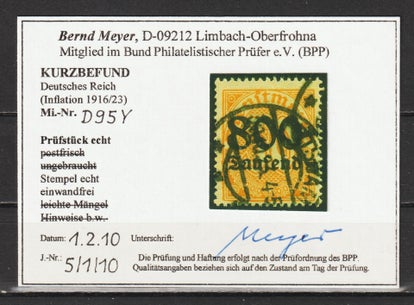 Bernd Meyer, D-09212 Limbach-Oberfrohna
Mitglied im Bund Philatelistischer Prüfer e.V. (BPP)
KURZBEFUND
Deutsches Reich
(Inflation 1916/23)
Mi.-Nr. D95Y
Prüfstück echt
postfrisch
ungebraucht
Stempel echt
einwandfrei
leichte Mängel
Hinweise b.w.
800
Tausend
Datum: 1.2.10 Unterschrift: Meyer
J.-Nr.: 5/1/10 Die Prüfung und Haftung erfolgt nach der Prüfordnung des BPP.
Qualitätsangaben beziehen sich auf den Zustand am Tag der Prüfung.